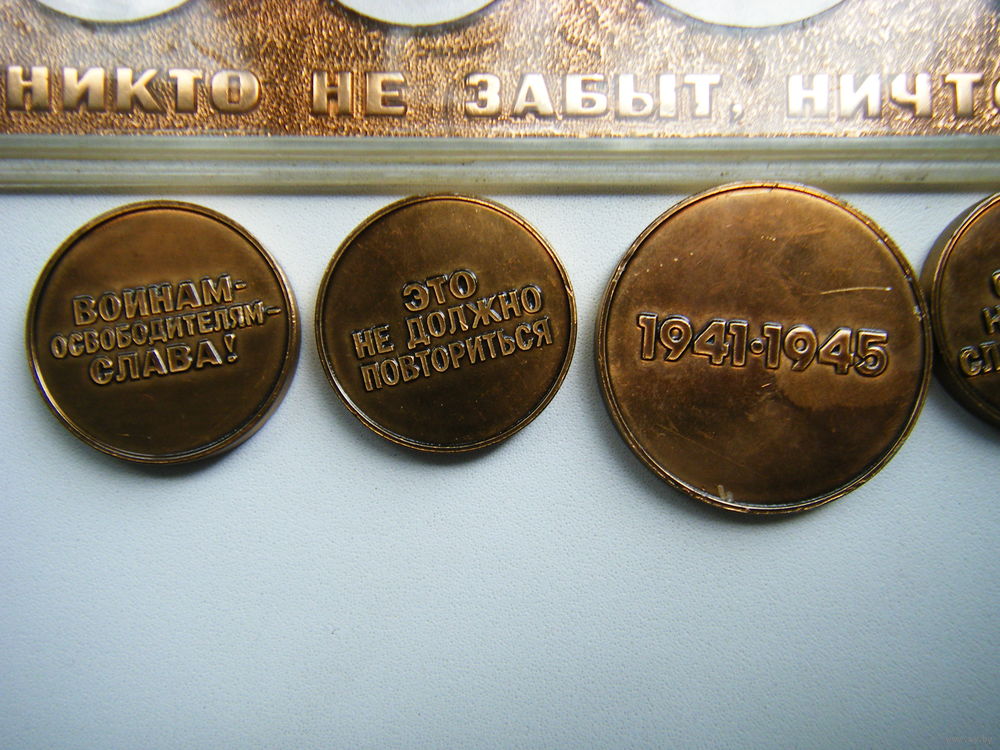 НИКТО НЕ ЗАБЫТ, НИЧТО
ВОИНАМ-
ОСВОБОДИТЕЛЯМ-
СЛАВА!
ЭТО
НЕ ДОЛЖНО
ПОВТОРИТЬСЯ
1941·1945